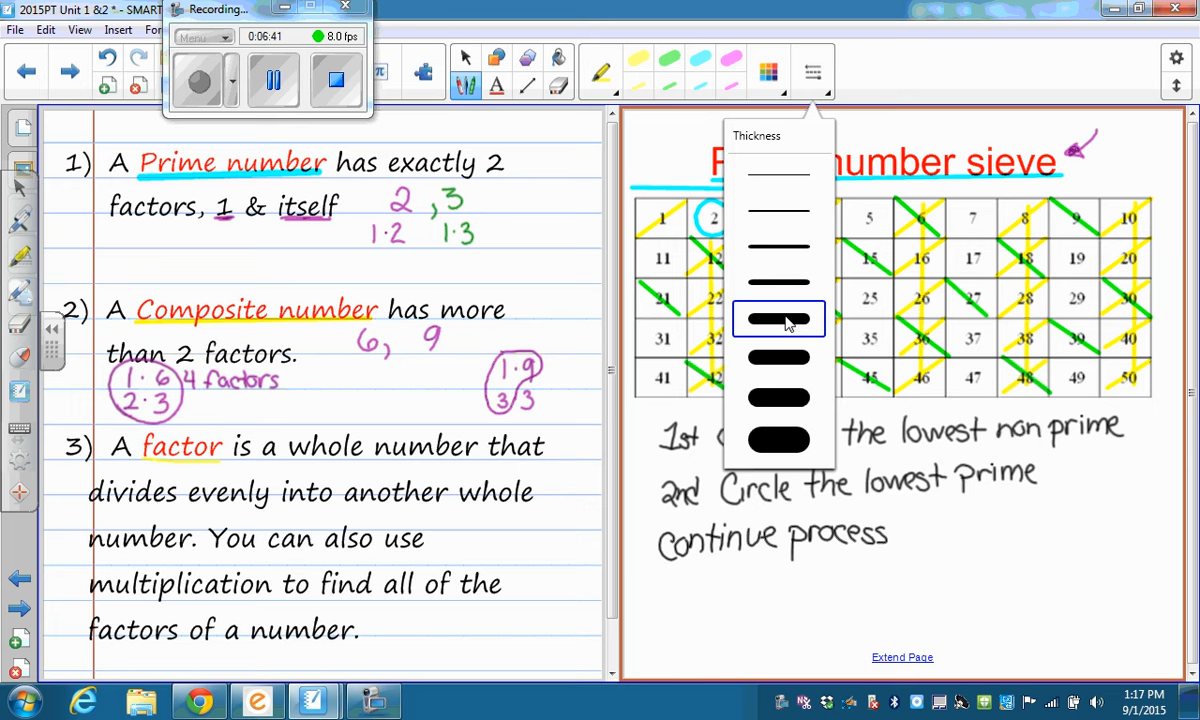 2015PT Unit 1 &2 * - SMART
Recording...
File Edit View Insert For
Menu 0:06:41 8.0 fps
1) A Prime number has exactly 2
factors, 1 & itself 2 , 3
1·2 1·3
2) A Composite number has more
than 2 factors. 6, 9
1·6 4 factors 1·9
2·3 3·3
3) A factor is a whole number that
divides evenly into another whole
number. You can also use
multiplication to find all of the
factors of a number.
Thickness
number sieve
1 2 5 6 7 8 9 10
11 12 15 16 17 18 19 20
21 22 25 26 27 28 29 30
31 32 35 36 37 38 39 40
41 42 45 46 47 48 49 50
1st the lowest non prime
2nd Circle the lowest prime
continue process
Extend Page
1:17 PM
9/1/2015